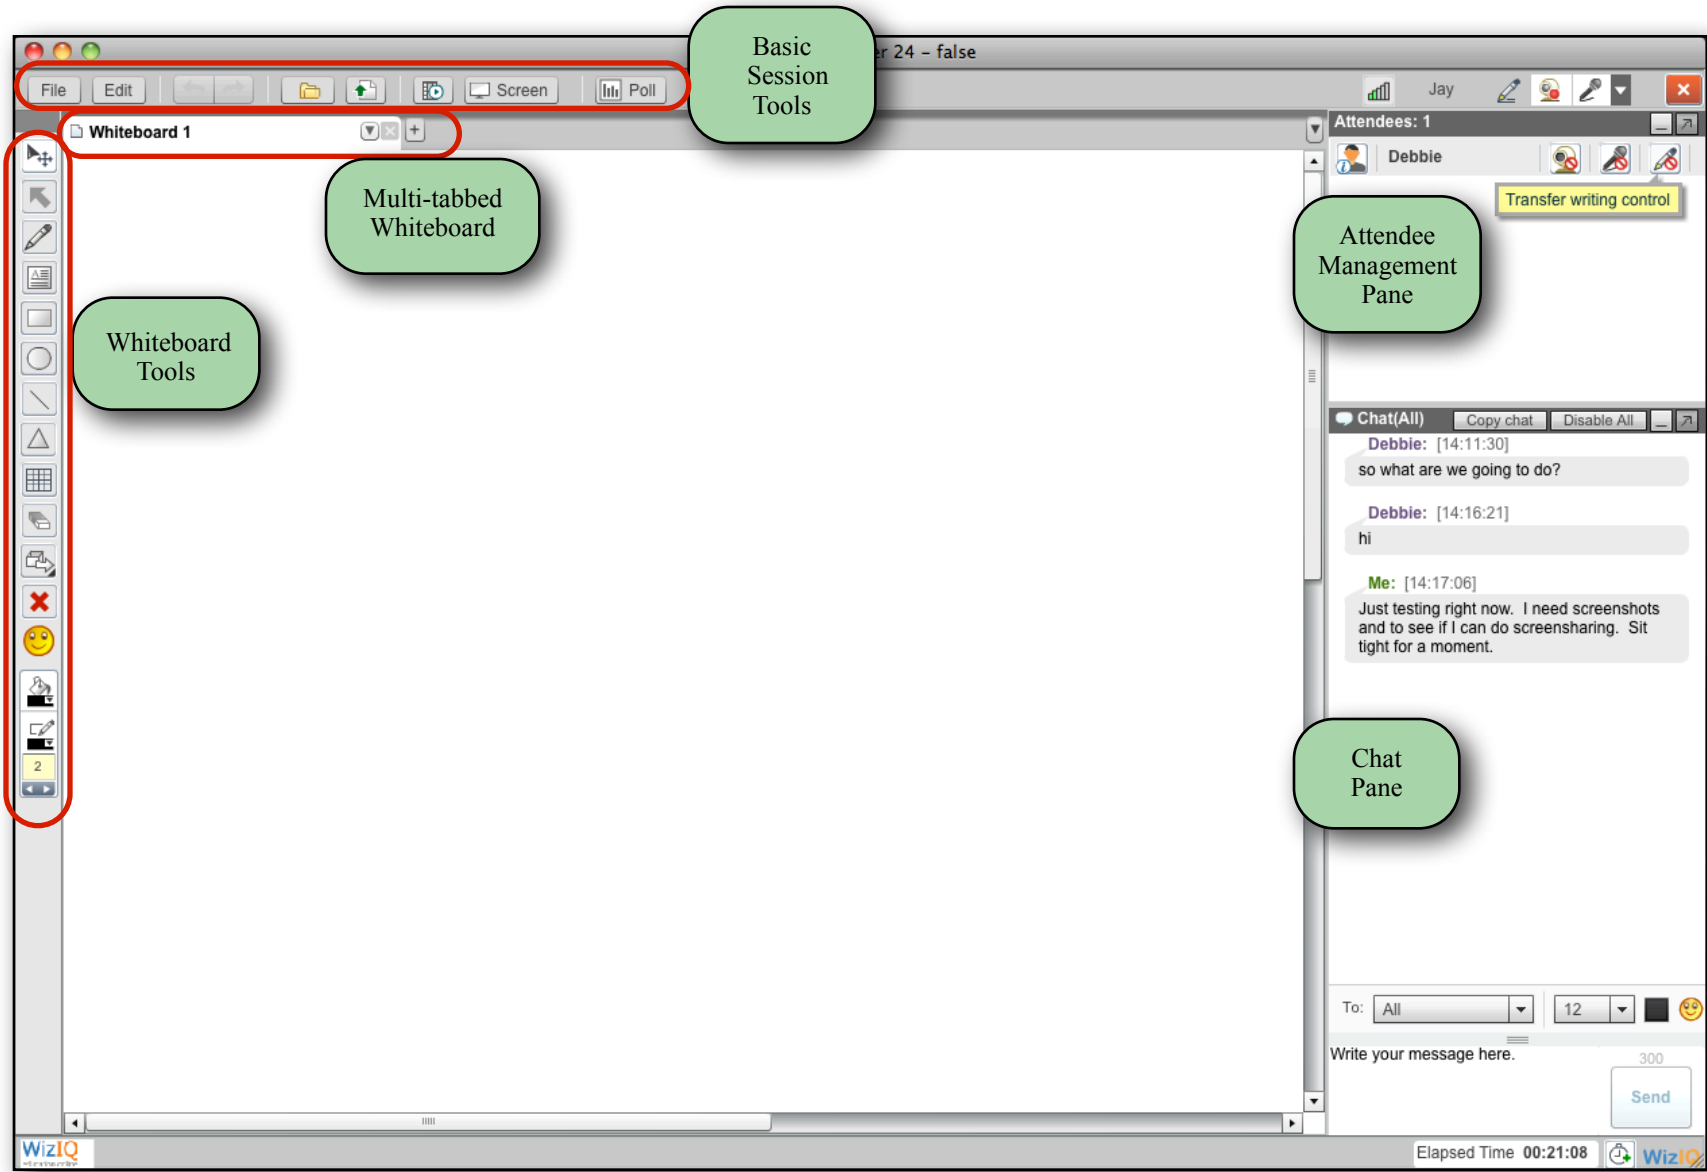 Basic
Session
Tools
er 24 – false
File
Edit
Screen
Poll
Jay
Whiteboard 1
Attendees: 1
Debbie
Transfer writing control
Multi-tabbed
Whiteboard
Attendee
Management
Pane
Whiteboard
Tools
Chat(All)
Copy chat
Disable All
Debbie: [14:11:30]
so what are we going to do?
Debbie: [14:16:21]
hi
Me: [14:17:06]
Just testing right now. I need screenshots
and to see if I can do screensharing. Sit
tight for a moment.
2
Chat
Pane
To: All
12
Write your message here.
300
Send
WizIQ
Elapsed Time 00:21:08
WizIQ